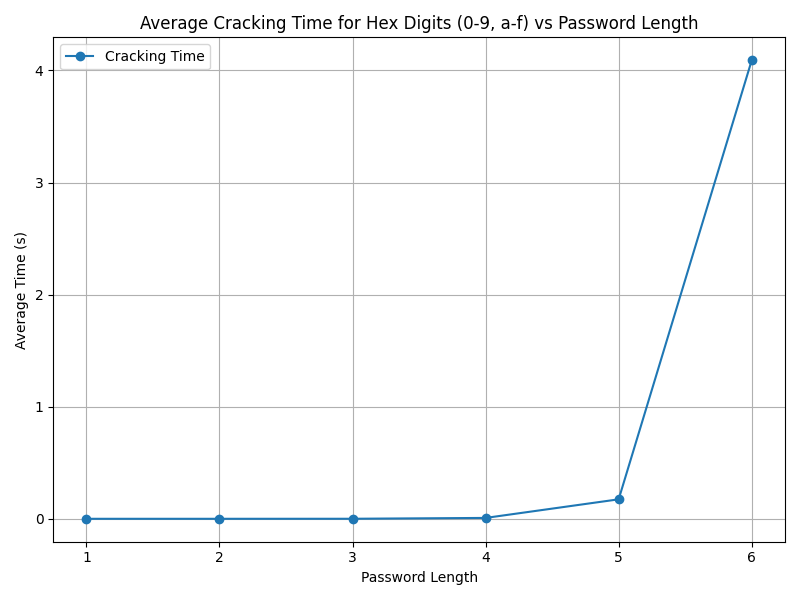 Average Cracking Time for Hex Digits (0-9, a-f) vs Password Length
Cracking Time
4
3
2
1
0
Average Time (s)
1 2 3 4 5 6
Password Length